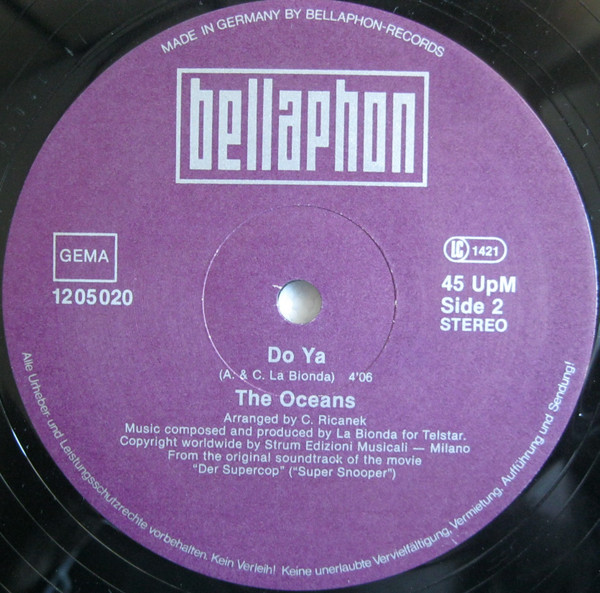 MADE IN GERMANY BY BELLAPHON-RECORDS
bellaphon
GEMA
1205020
LC 1421
45 UpM
Side 2
STEREO
Do Ya
(A. & C. La Bionda) 4'06
The Oceans
Arranged by C. Ricanek
Music composed and produced by La Bionda for Telstar.
Copyright worldwide by Strum Edizioni Musicali — Milano
From the original soundtrack of the movie
“Der Supercop” (“Super Snooper”)
Alle Urheber- und Leistungsschutzrechte vorbehalten. Kein Verleih! Keine unerlaubte Vervielfältigung, Vermietung, Aufführung und Sendung!